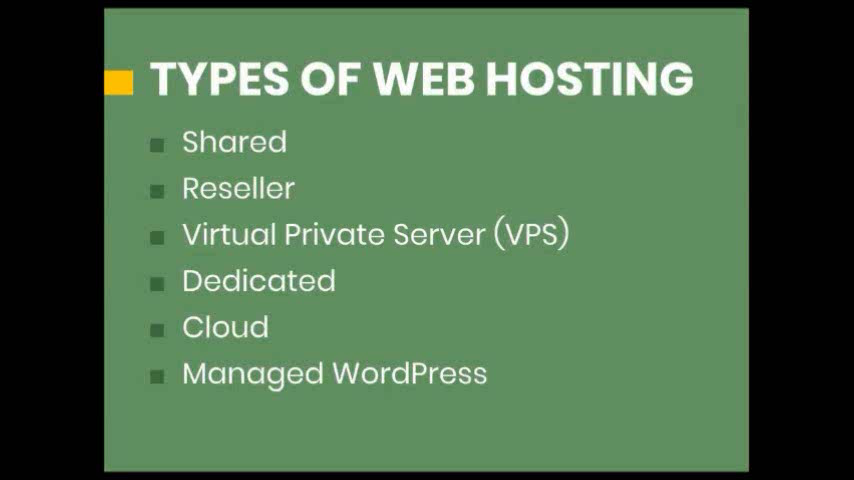 TYPES OF WEB HOSTING
Shared
Reseller
Virtual Private Server (VPS)
Dedicated
Cloud
Managed WordPress